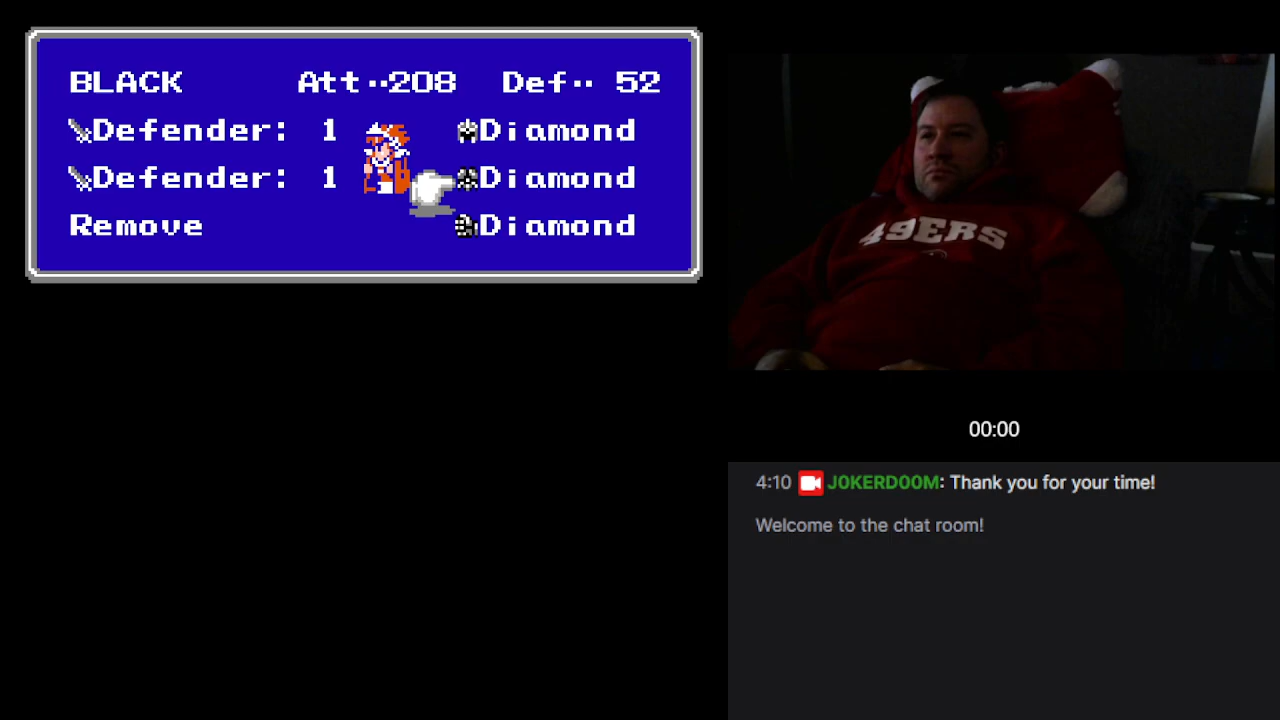 BLACK Att‥208 Def‥ 52
Defender: 1 Diamond
Defender: 1 Diamond
Remove Diamond
49ERS
00:00
4:10 J0KERD00M: Thank you for your time!
Welcome to the chat room!